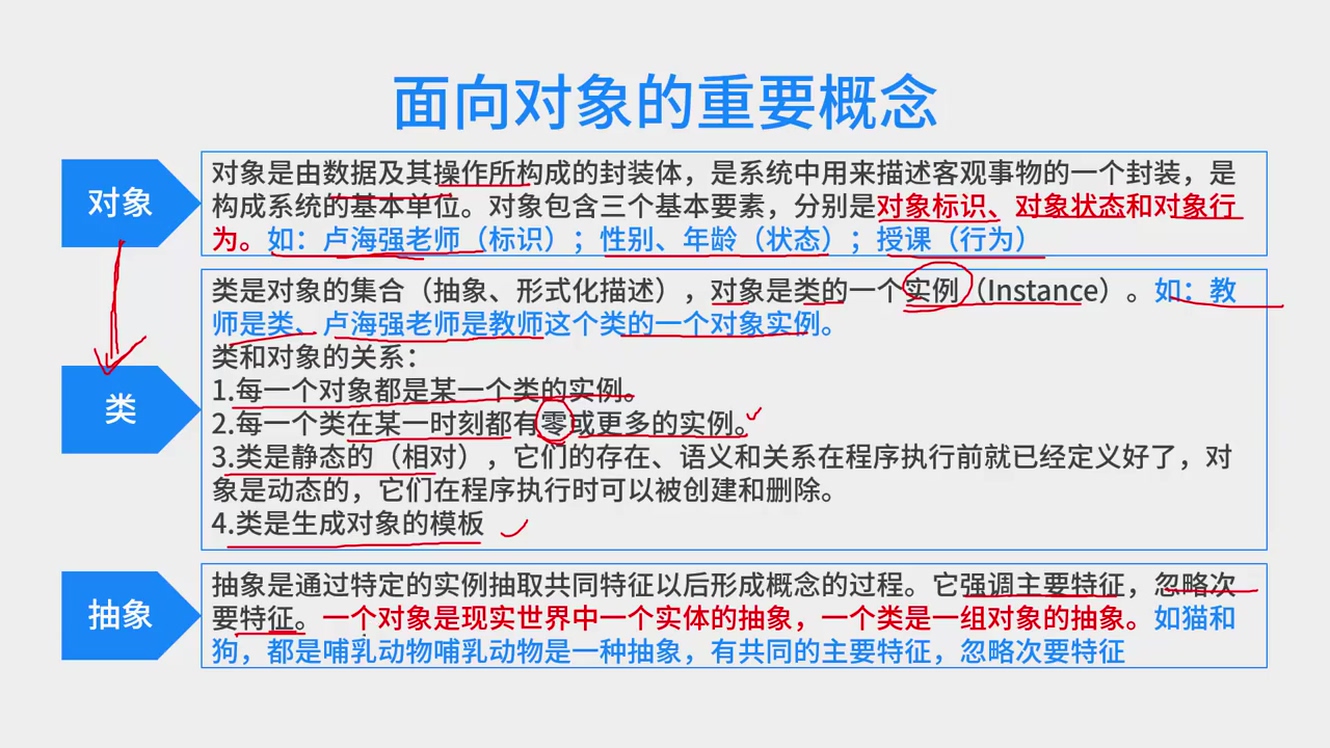 面向对象的重要概念
对象
对象是由数据及其操作所构成的封装体，是系统中用来描述客观事物的一个封装，是
构成系统的基本单位。对象包含三个基本要素，分别是对象标识、对象状态和对象行
为。如：卢海强老师（标识）；性别、年龄（状态）；授课（行为）
类
类是对象的集合（抽象、形式化描述），对象是类的一个实例（Instance）。如：教
师是类、卢海强老师是教师这个类的一个对象实例。
类和对象的关系：
1.每一个对象都是某一个类的实例。
2.每一个类在某一时刻都有零或更多的实例。
3.类是静态的（相对），它们的存在、语义和关系在程序执行前就已经定义好了，对
象是动态的，它们在程序执行时可以被创建和删除。
4.类是生成对象的模板
抽象
抽象是通过特定的实例抽取共同特征以后形成概念的过程。它强调主要特征，忽略次
要特征。一个对象是现实世界中一个实体的抽象，一个类是一组对象的抽象。如猫和
狗，都是哺乳动物哺乳动物是一种抽象，有共同的主要特征，忽略次要特征